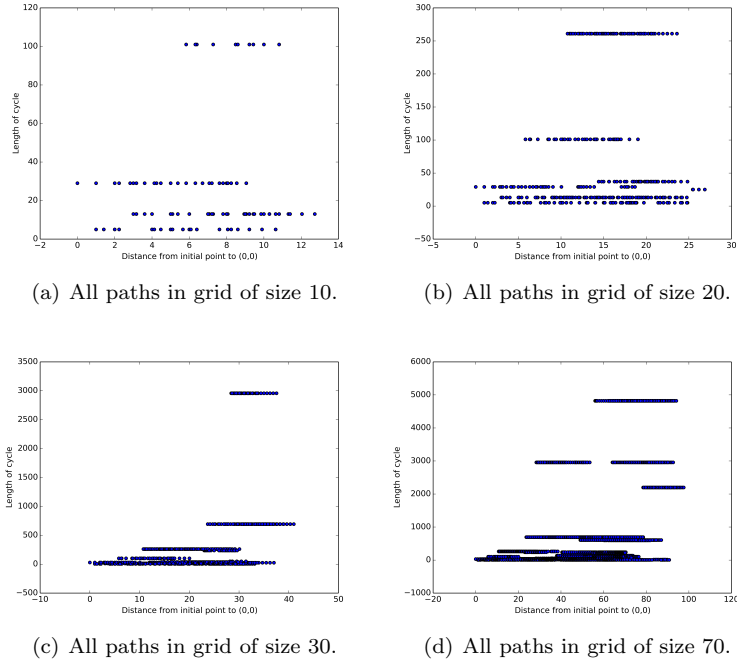 120
100
80
60
40
20
0
Length of cycle
−2 0 2 4 6 8 10 12 14
Distance from initial point to (0,0)
(a) All paths in grid of size 10.
300
250
200
150
100
50
0
−50
Length of cycle
−5 0 5 10 15 20 25 30
Distance from initial point to (0,0)
(b) All paths in grid of size 20.
3500
3000
2500
2000
1500
1000
500
0
−500
Length of cycle
−10 0 10 20 30 40 50
Distance from initial point to (0,0)
(c) All paths in grid of size 30.
6000
5000
4000
3000
2000
1000
0
−1000
Length of cycle
−20 0 20 40 60 80 100 120
Distance from initial point to (0,0)
(d) All paths in grid of size 70.